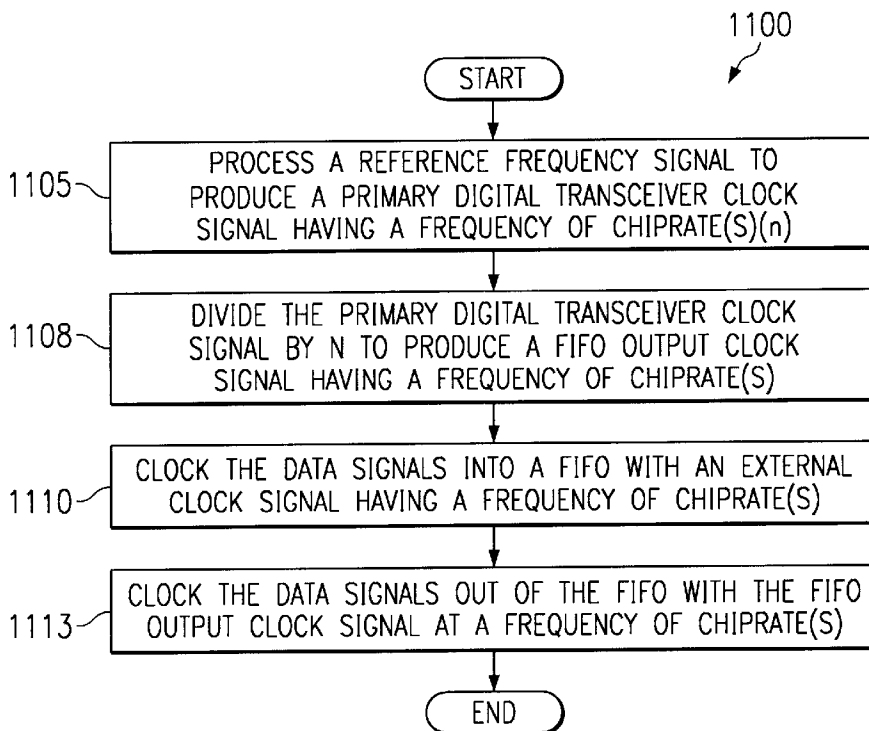 1100
START
1105
PROCESS A REFERENCE FREQUENCY SIGNAL TO
PRODUCE A PRIMARY DIGITAL TRANSCEIVER CLOCK
SIGNAL HAVING A FREQUENCY OF CHIPRATE(S)(n)
1108
DIVIDE THE PRIMARY DIGITAL TRANSCEIVER CLOCK
SIGNAL BY N TO PRODUCE A FIFO OUTPUT CLOCK
SIGNAL HAVING A FREQUENCY OF CHIPRATE(S)
1110
CLOCK THE DATA SIGNALS INTO A FIFO WITH AN EXTERNAL
CLOCK SIGNAL HAVING A FREQUENCY OF CHIPRATE(S)
1113
CLOCK THE DATA SIGNALS OUT OF THE FIFO WITH THE FIFO
OUTPUT CLOCK SIGNAL AT A FREQUENCY OF CHIPRATE(S)
END